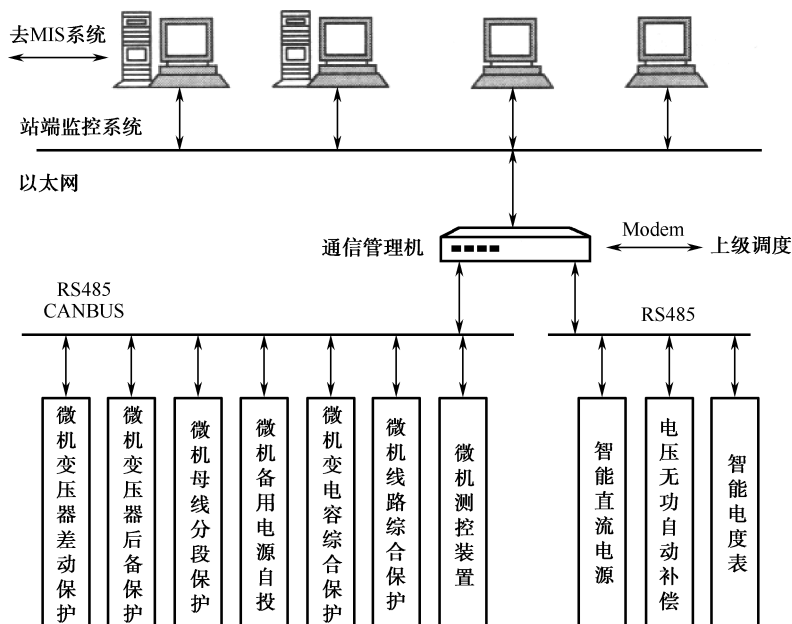 去MIS系统
站端监控系统
以太网
通信管理机
Modem
上级调度
RS485
CANBUS
RS485
微机变压器差动保护
微机变压器后备保护
微机母线分段保护
微机备用电源自投
微机变电容综合保护
微机线路综合保护
微机测控装置
智能直流电源
电压无功自动补偿
智能电度表